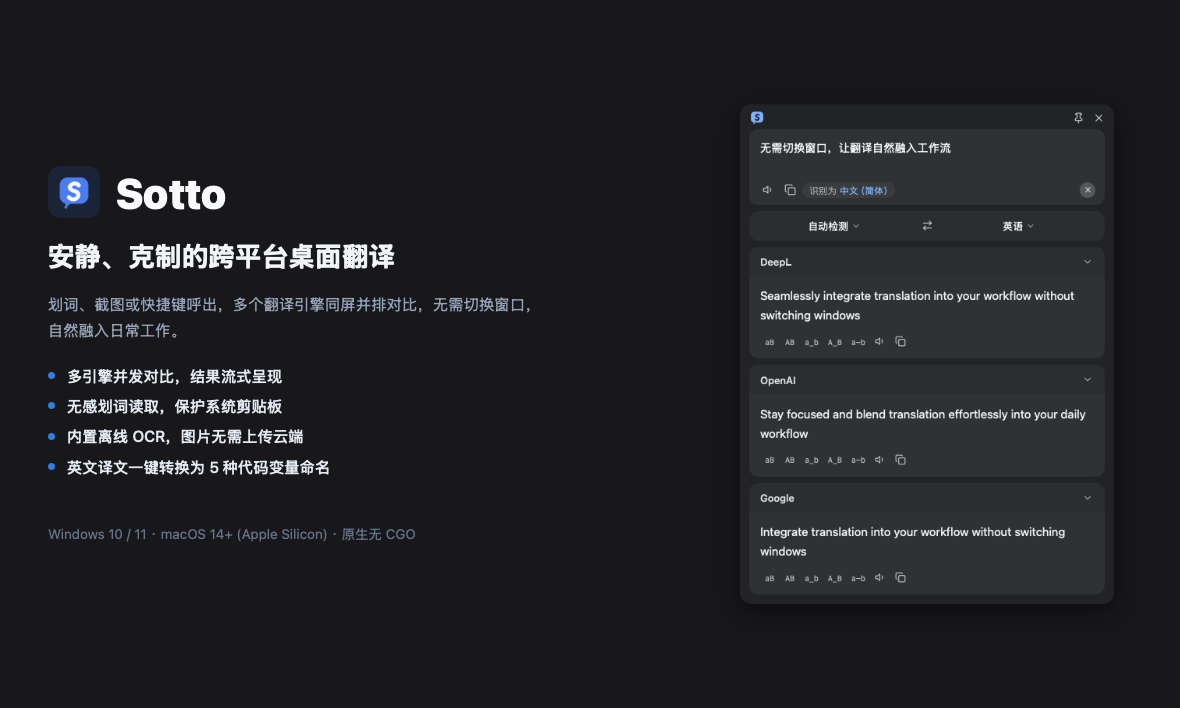 Sotto
安静、克制的跨平台桌面翻译
划词、截图或快捷键呼出，多个翻译引擎同屏并排对比，无需切换窗口，
自然融入日常工作。
多引擎并发对比，结果流式呈现
无感划词读取，保护系统剪贴板
内置离线 OCR，图片无需上传云端
英文译文一键转换为 5 种代码变量命名
Windows 10 / 11 · macOS 14+ (Apple Silicon) · 原生无 CGO
S
无需切换窗口，让翻译自然融入工作流
识别为 中文 (简体)
自动检测 英语
DeepL
Seamlessly integrate translation into your workflow without
switching windows
aB AB a_b A_B a-b
OpenAI
Stay focused and blend translation effortlessly into your daily
workflow
aB AB a_b A_B a-b
Google
Integrate translation into your workflow without switching
windows
aB AB a_b A_B a-b